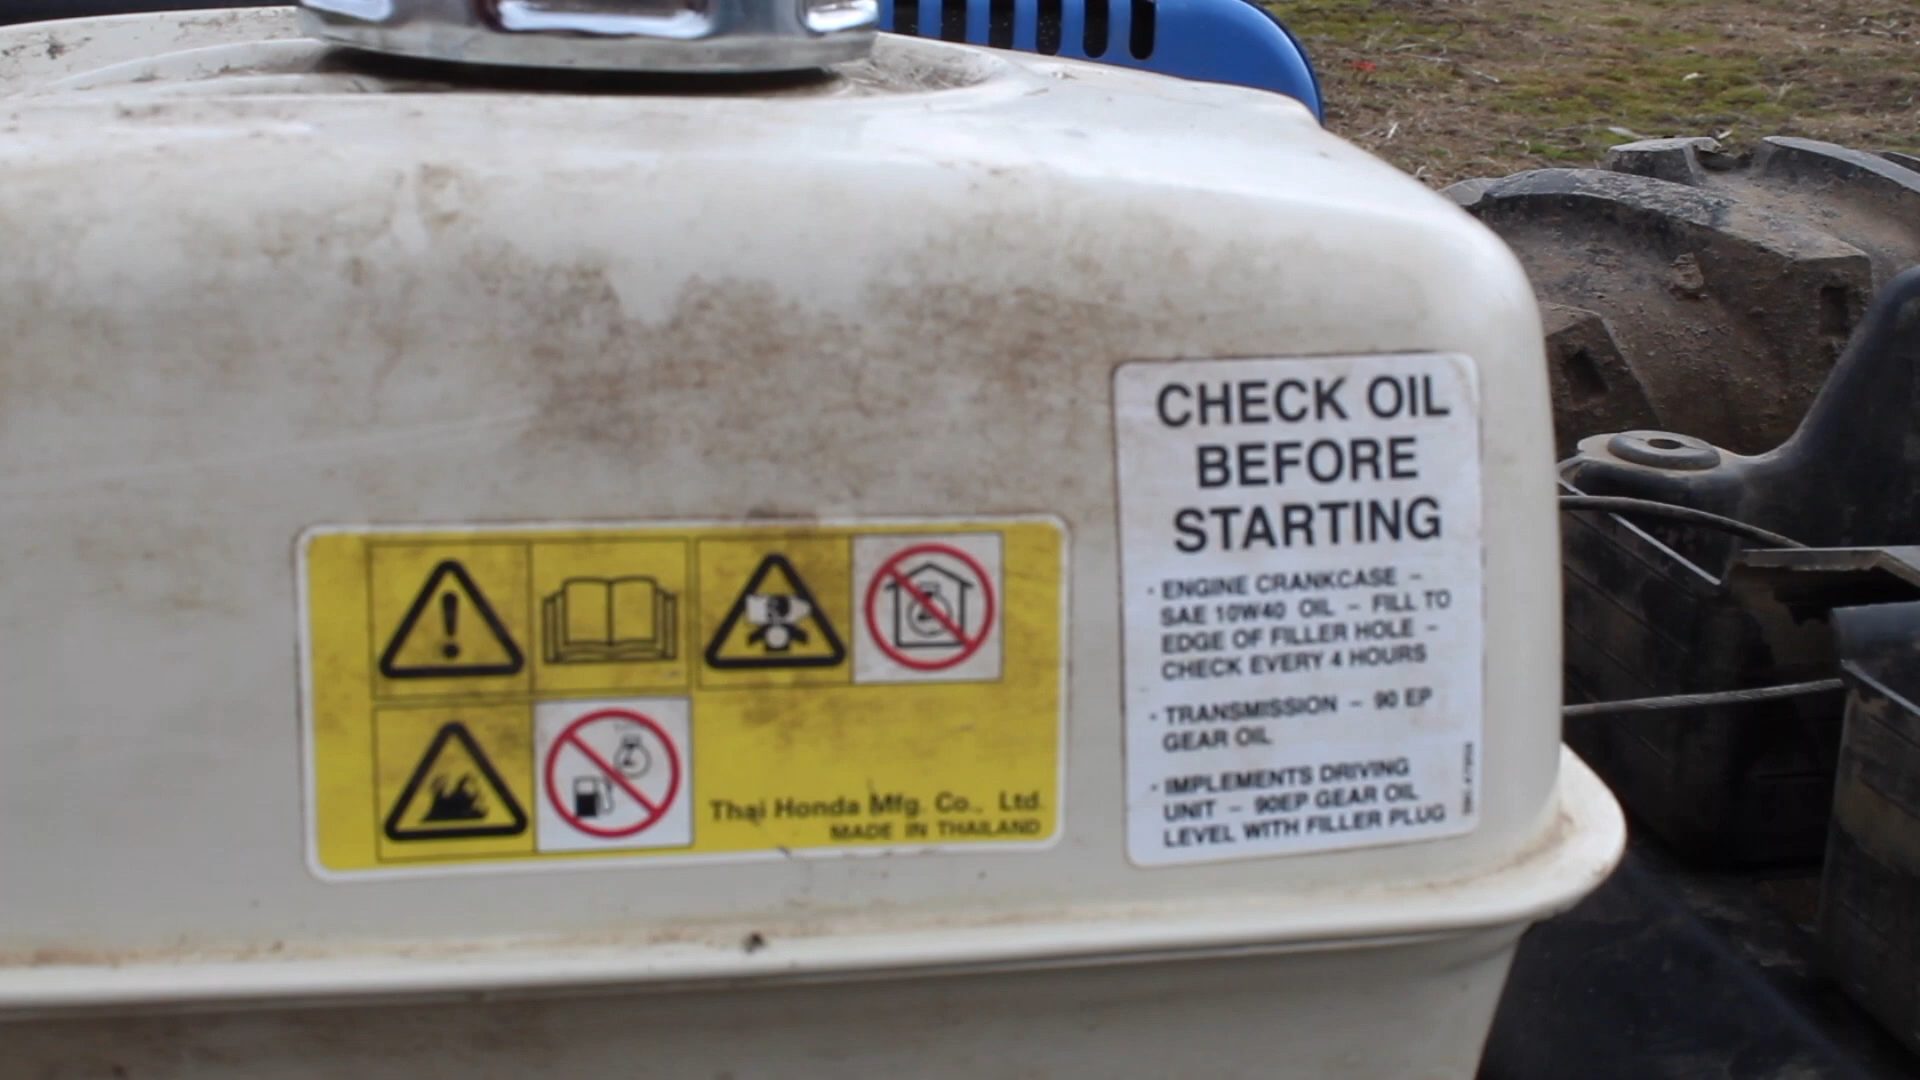 Thai Honda Mfg. Co., Ltd.
MADE IN THAILAND
CHECK OIL
BEFORE
STARTING
· ENGINE CRANKCASE –
SAE 10W40 OIL – FILL TO
EDGE OF FILLER HOLE –
CHECK EVERY 4 HOURS
· TRANSMISSION – 90 EP
GEAR OIL
· IMPLEMENTS DRIVING
UNIT – 90EP GEAR OIL
LEVEL WITH FILLER PLUG